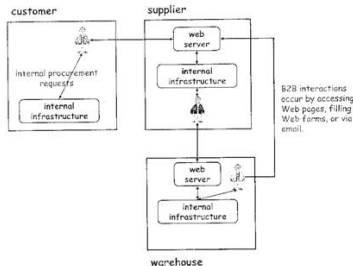 customer
supplier
web
server
internal procurement
requests
internal
infrastructure
internal
infrastructure
B2B interactions
occur by accessing
Web pages, filling
Web forms, or via
email.
web
server
internal
infrastructure
warehouse